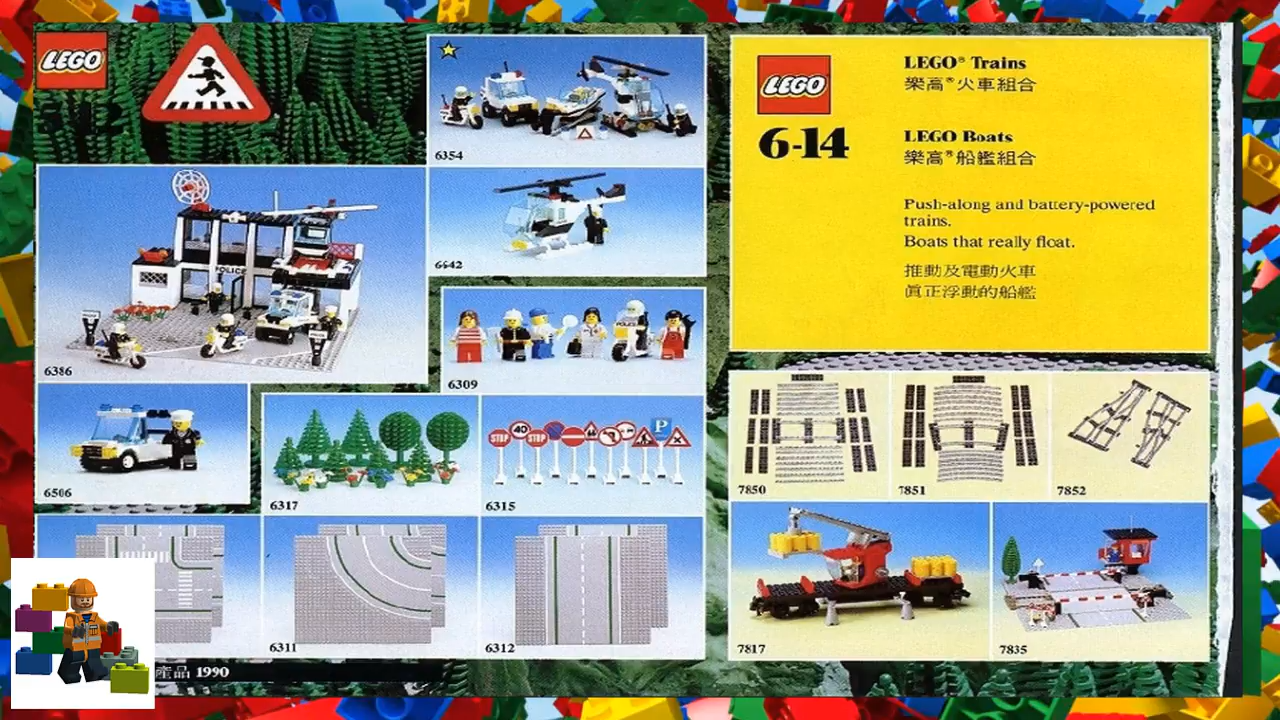 LEGO
6354
6386
POLICE
6642
6309
POLICE
6506
6317
STOP
40
STOP
P
6315
6311
6312
產品 1990
LEGO
6-14
LEGO® Trains
樂高®火車組合
LEGO Boats
樂高®船艦組合
Push-along and battery-powered
trains.
Boats that really float.
推動及電動火車
眞正浮動的船艦
7850
7851
7852
7817
7835